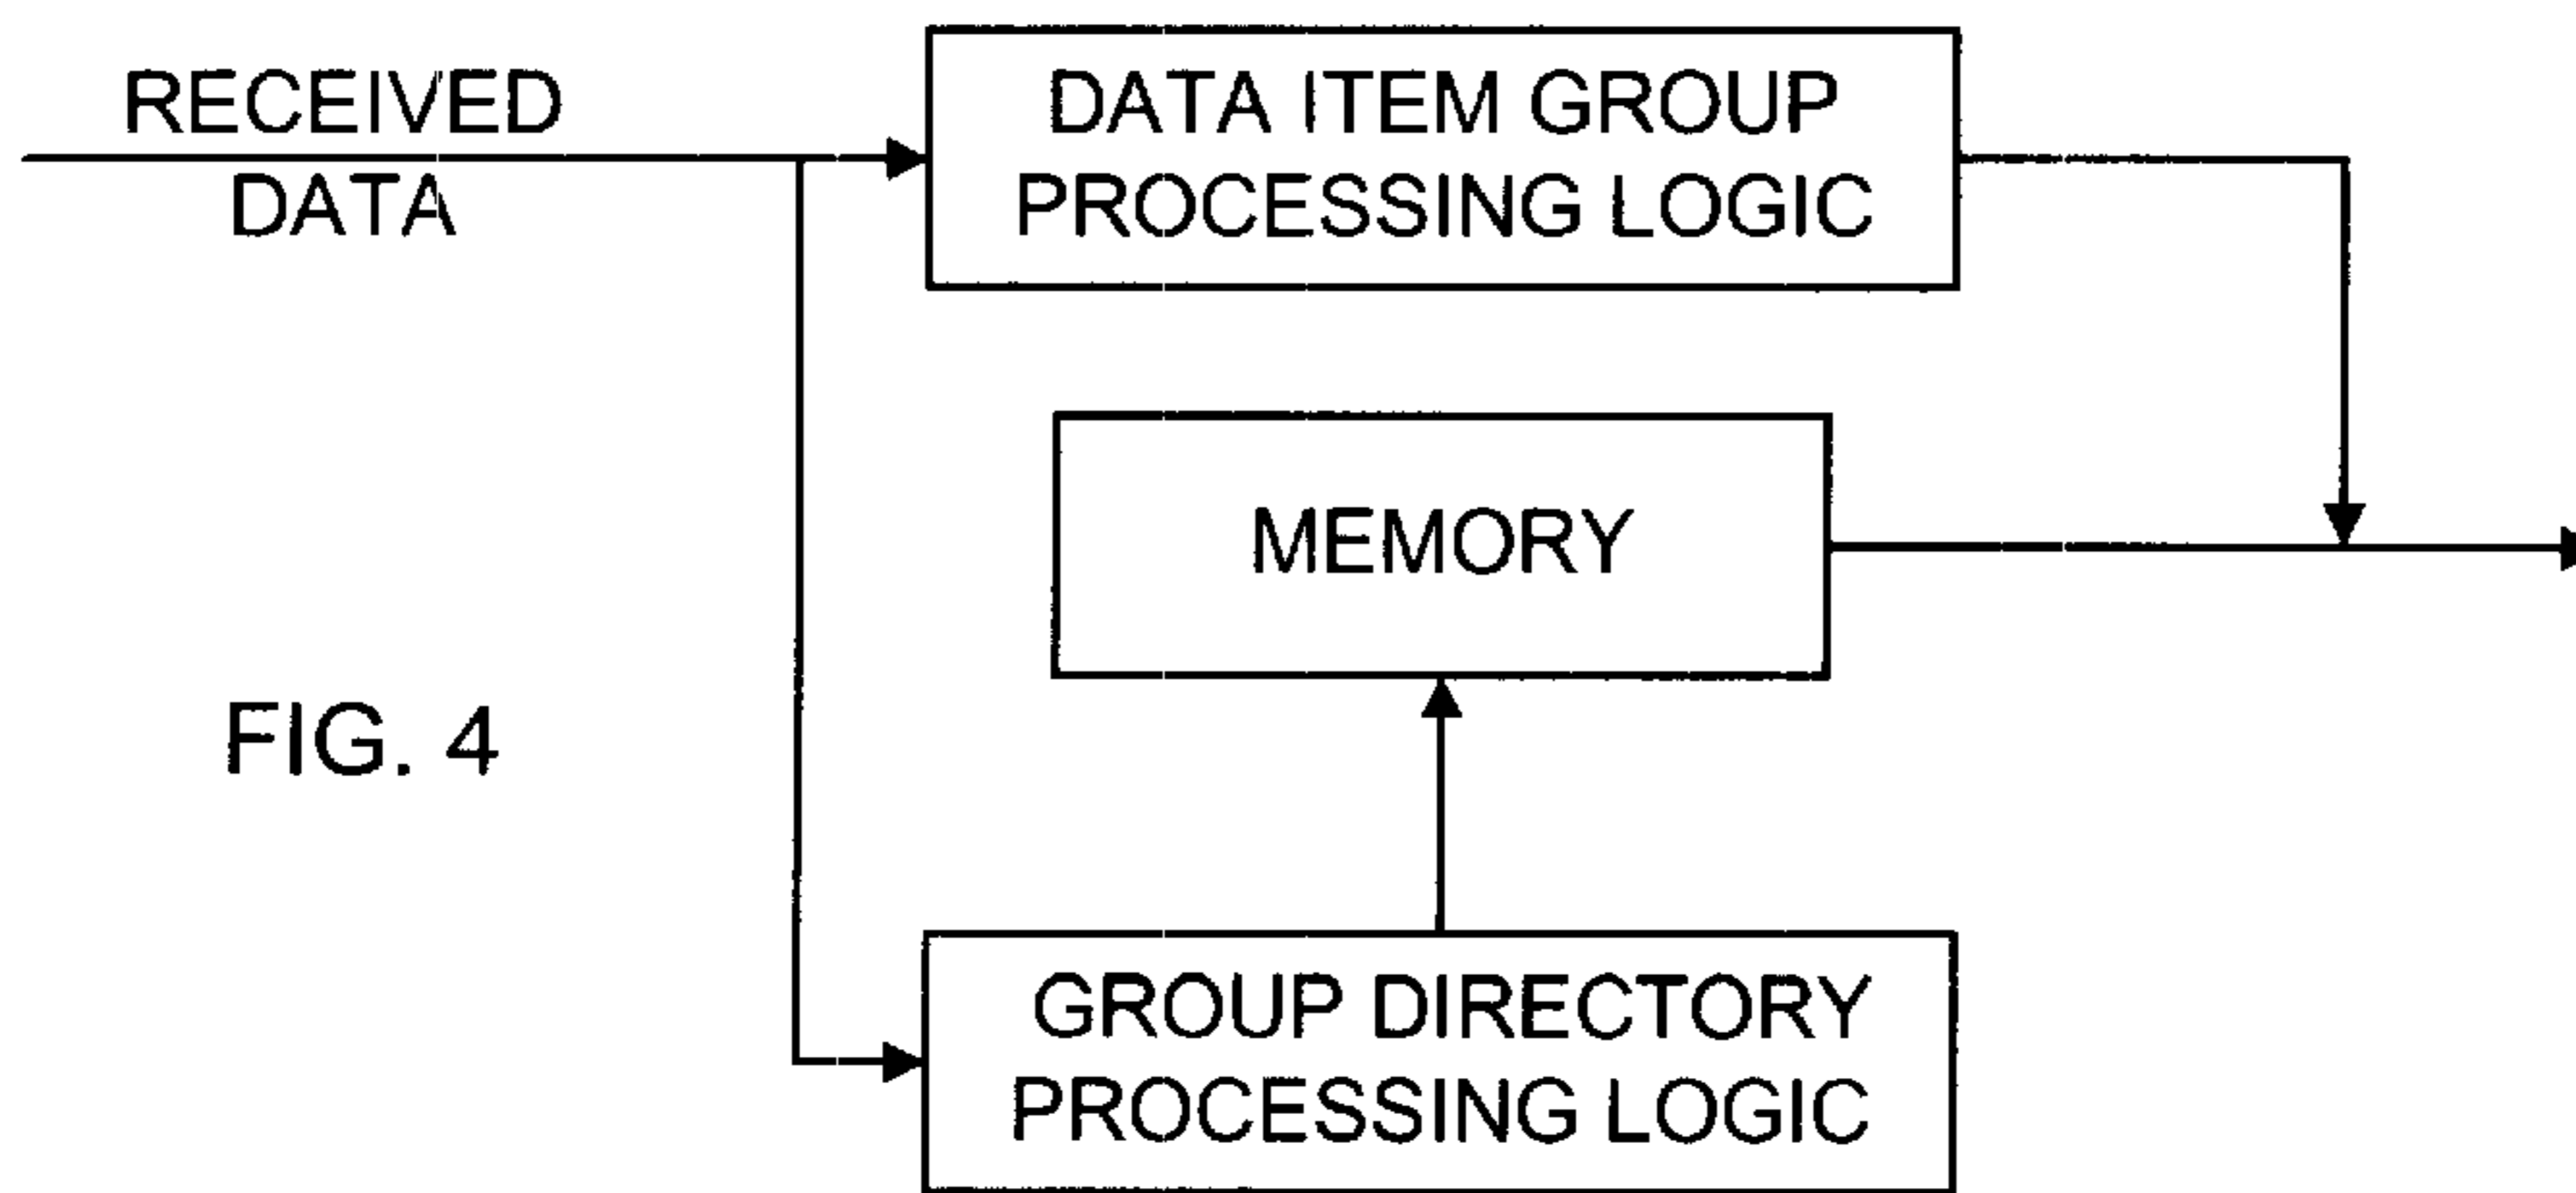 RECEIVED
DATA
DATA ITEM GROUP
PROCESSING LOGIC
MEMORY
FIG. 4
GROUP DIRECTORY
PROCESSING LOGIC